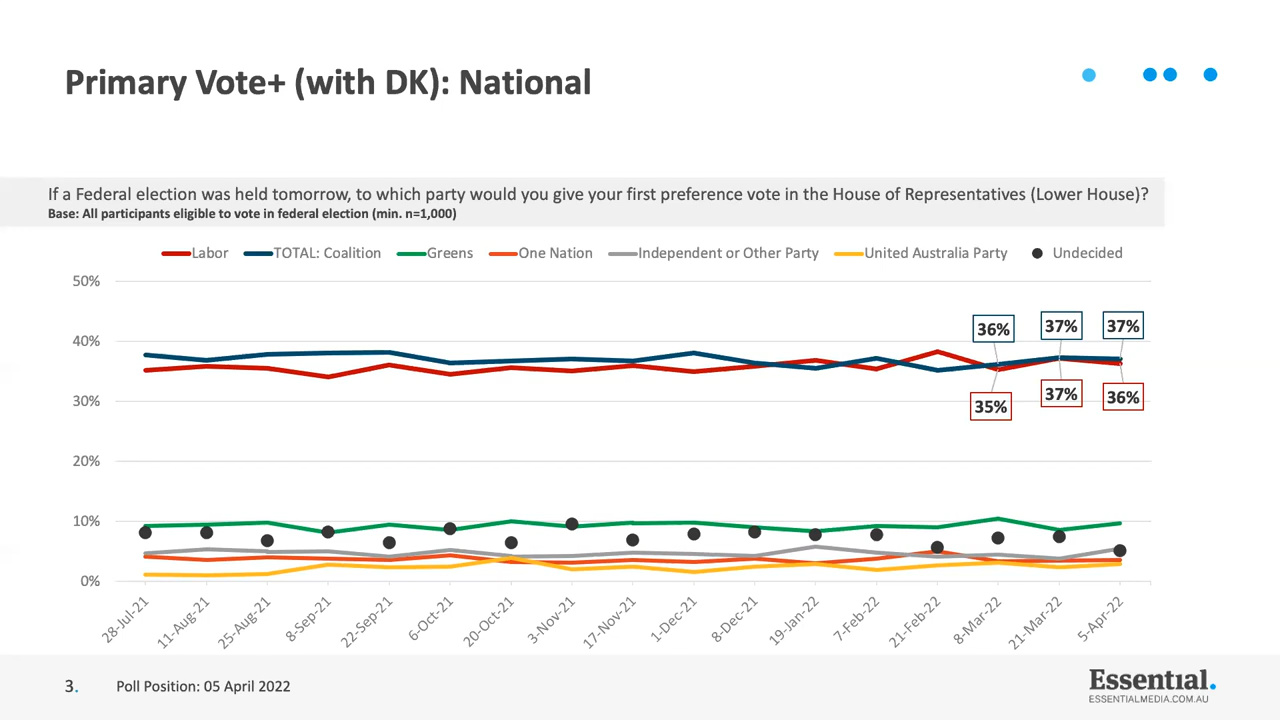 Primary Vote+ (with DK): National
If a Federal election was held tomorrow, to which party would you give your first preference vote in the House of Representatives (Lower House)?
Base: All participants eligible to vote in federal election (min. n=1,000)
Labor TOTAL: Coalition Greens One Nation Independent or Other Party United Australia Party Undecided
50%
40%
30%
20%
10%
0%
36% 37% 37%
35% 37% 36%
28-Jul-21 11-Aug-21 25-Aug-21 8-Sep-21 22-Sep-21 6-Oct-21 20-Oct-21 3-Nov-21 17-Nov-21 1-Dec-21 8-Dec-21 19-Jan-22 7-Feb-22 21-Feb-22 8-Mar-22 21-Mar-22 5-Apr-22
3. Poll Position: 05 April 2022
Essential.
ESSENTIALMEDIA.COM.AU